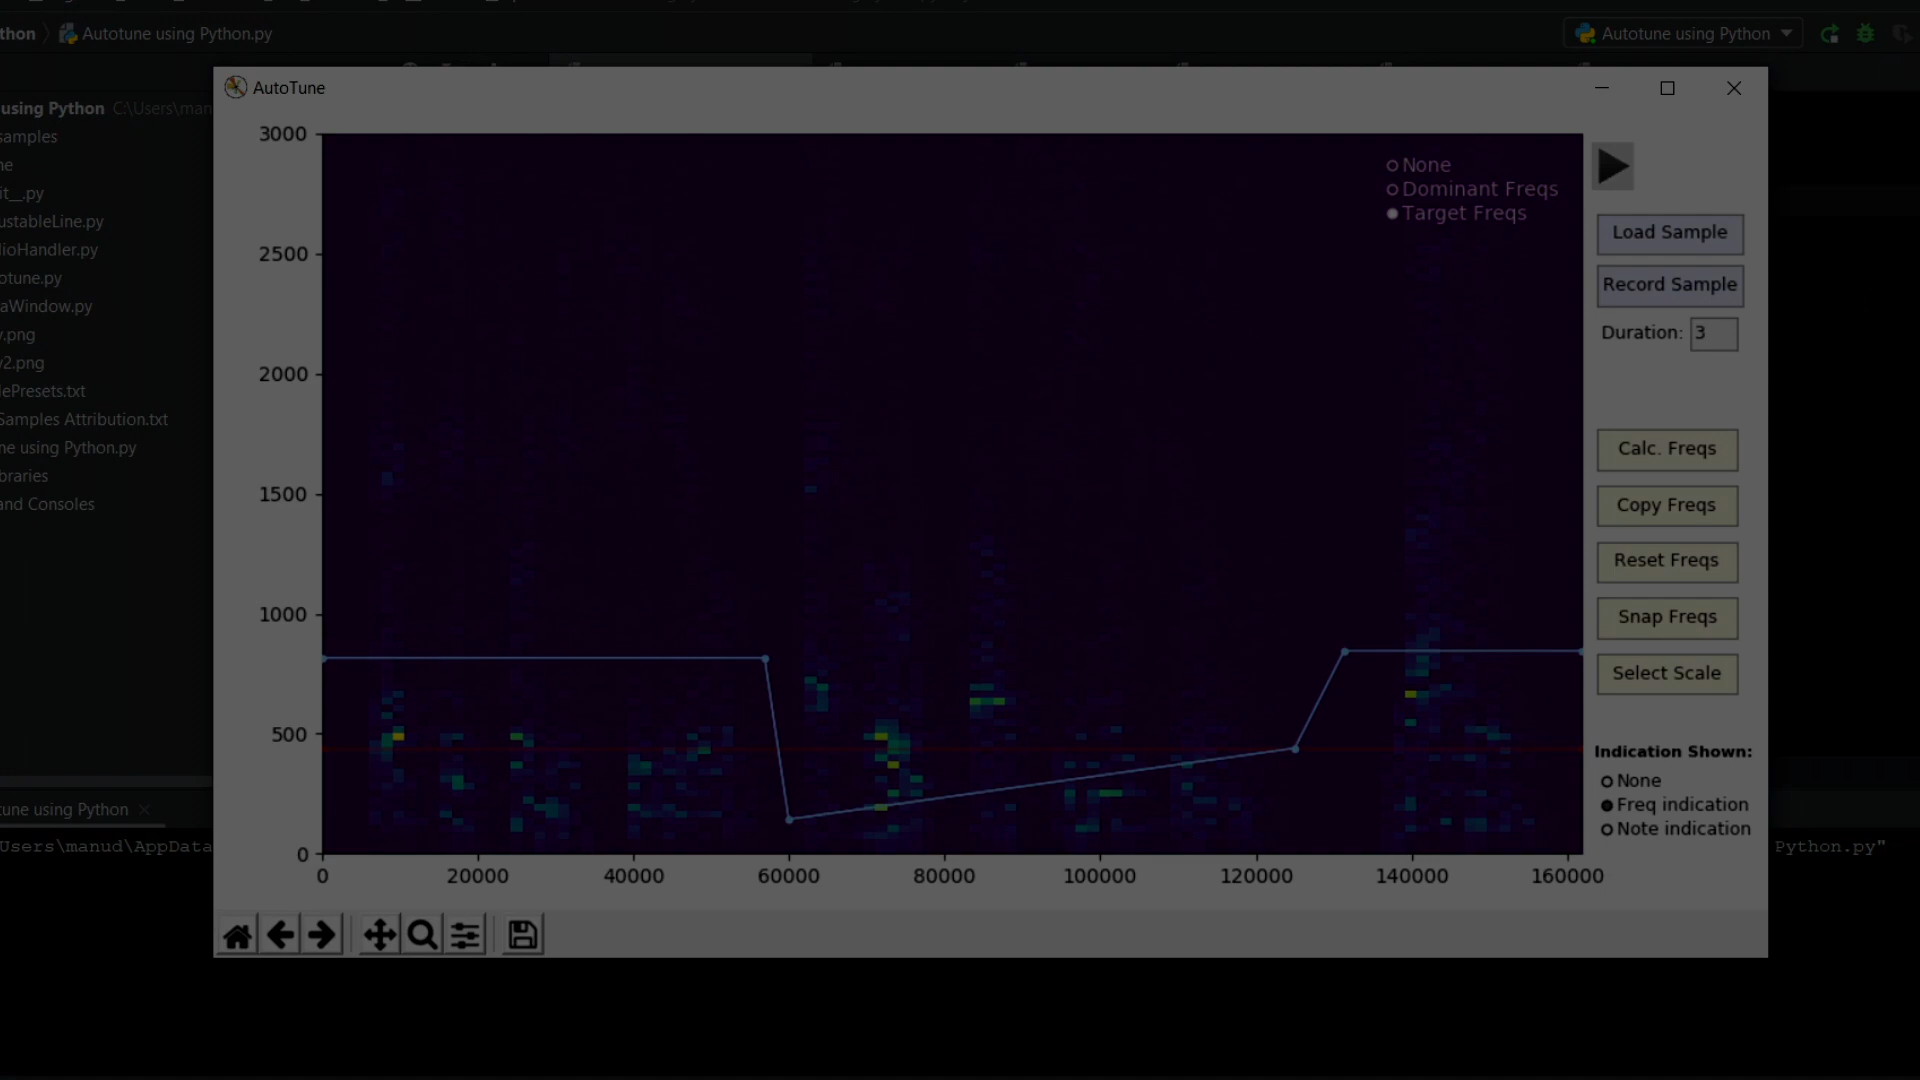 thon
Autotune using Python.py
Autotune using Python
AutoTune
using Python C:\Users\man
samples
ne
it__.py
ustableLine.py
lioHandler.py
otune.py
aWindow.py
.png
2.png
lePresets.txt
Samples Attribution.txt
ne using Python.py
braries
and Consoles
3000
2500
2000
1500
1000
500
0
None
Dominant Freqs
Target Freqs
0
20000
40000
60000
80000
100000
120000
140000
160000
Load Sample
Record Sample
Duration: 3
Calc. Freqs
Copy Freqs
Reset Freqs
Snap Freqs
Select Scale
Indication Shown:
None
Freq indication
Note indication
tune using Python
Users\manud\AppData
Python.py"